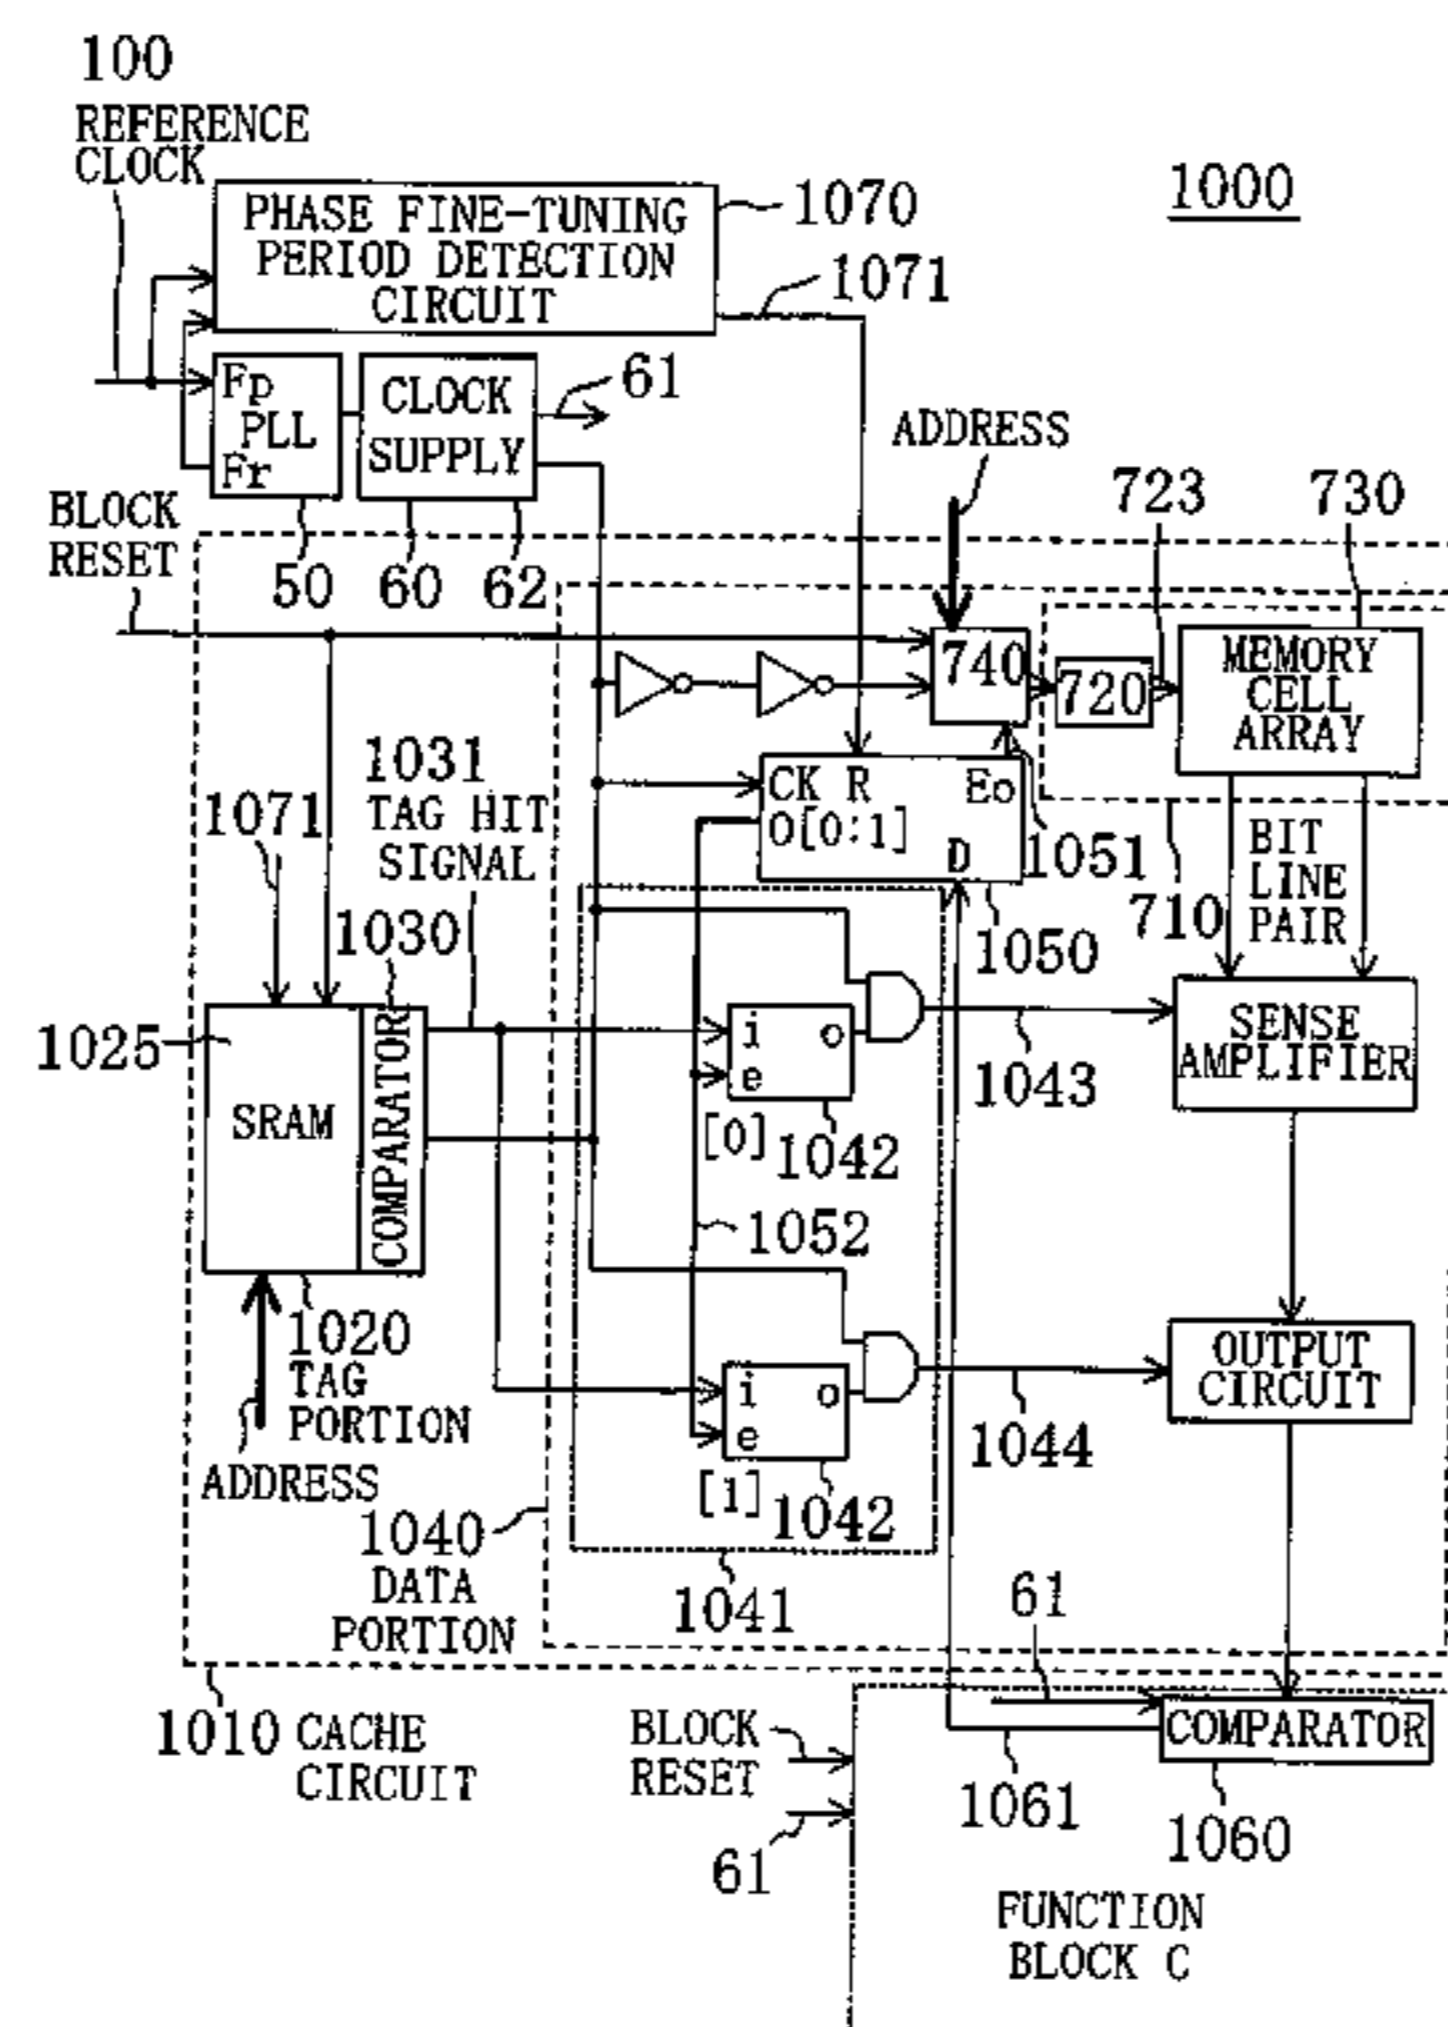 100
REFERENCE
CLOCK
1000
PHASE FINE-TUNING
PERIOD DETECTION
CIRCUIT
1070
1071
Fp
PLL
Fr
CLOCK
SUPPLY
61
ADDRESS
BLOCK
RESET
50
60
62
723
730
740
720
MEMORY
CELL
ARRAY
1031
TAG HIT
SIGNAL
1071
CK R Eo
O[0:1]
D
1051
710
BIT
LINE
PAIR
1030
1050
1025
SRAM
COMPARATOR
i o
e
[0]
1042
1043
SENSE
AMPLIFIER
1052
1020
TAG
PORTION
ADDRESS
i o
e
[1]
1042
1044
OUTPUT
CIRCUIT
1040
DATA
PORTION
1041
61
1010 CACHE
CIRCUIT
BLOCK
RESET
61
COMPARATOR
1061
1060
FUNCTION
BLOCK C